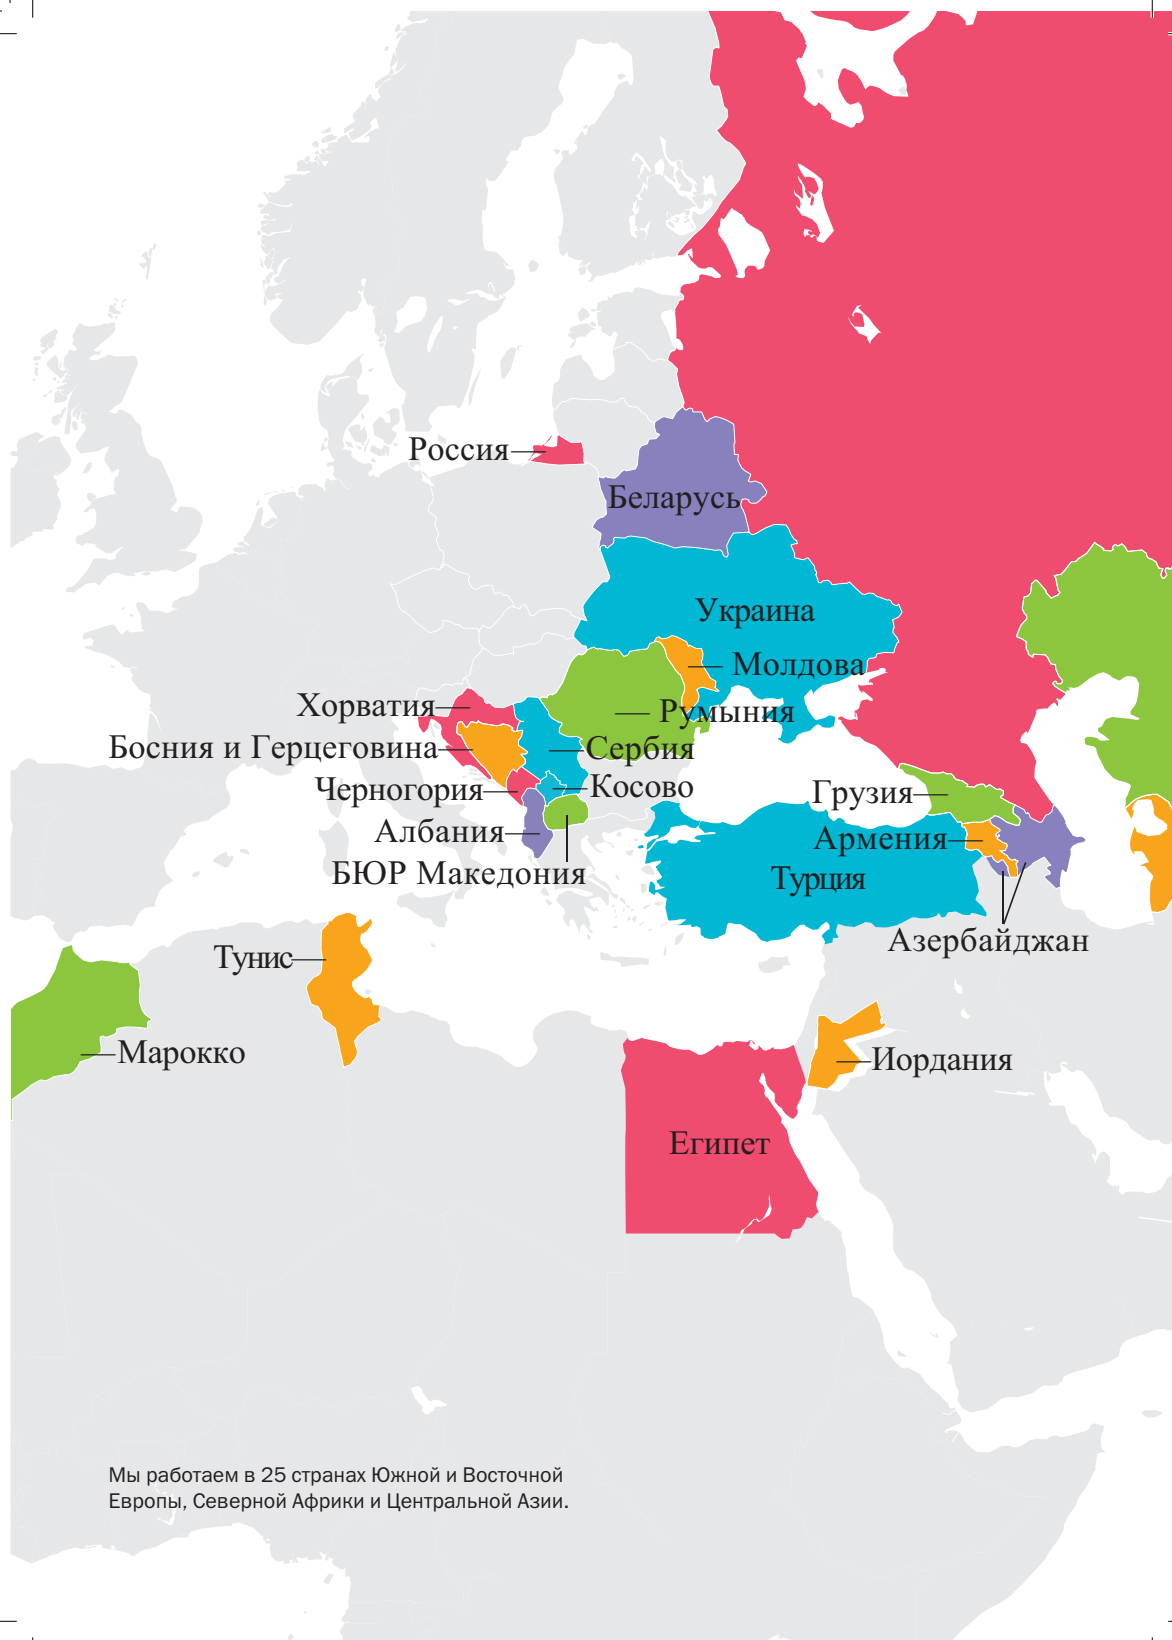 Россия
Беларусь
Украина
Молдова
Хорватия
Румыния
Босния и Герцеговина
Сербия
Косово
Черногория
Грузия
Албания
Армения
БЮР Македония
Турция
Азербайджан
Тунис
Марокко
Иордания
Египет
Мы работаем в 25 странах Южной и Восточной
Европы, Северной Африки и Центральной Азии.